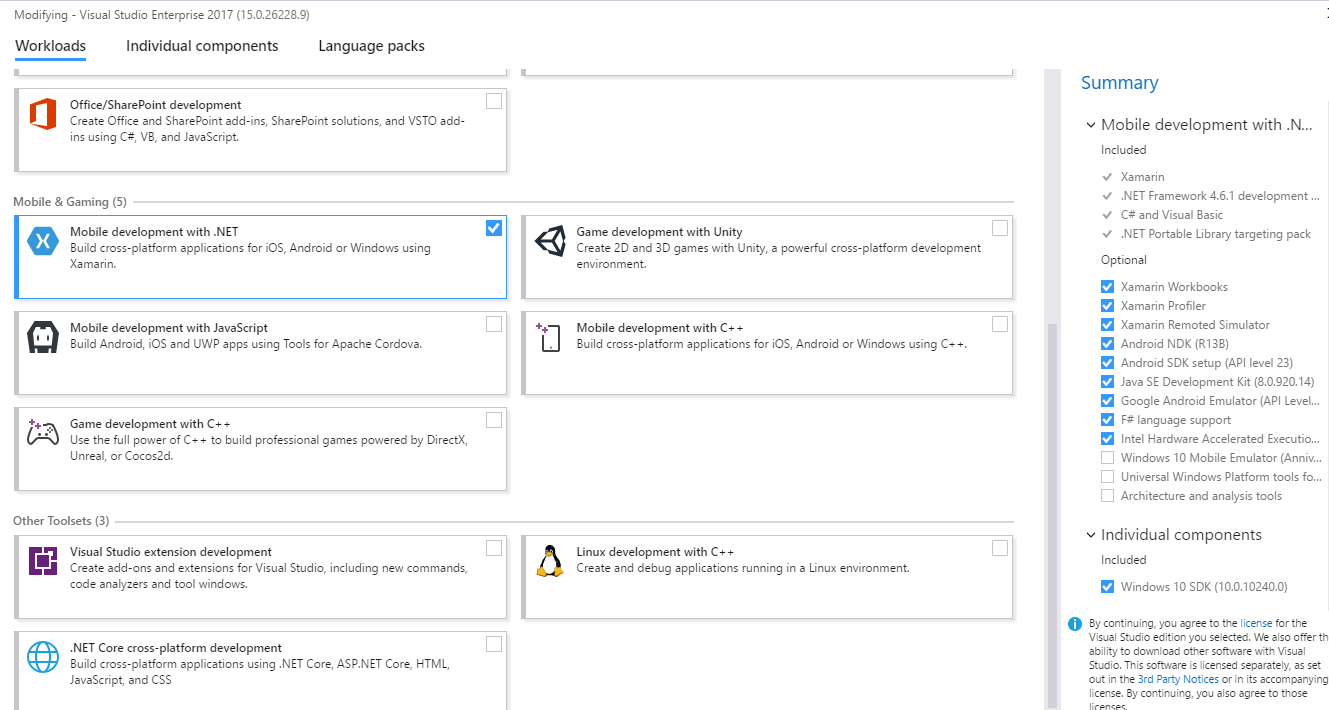 Modifying - Visual Studio Enterprise 2017 (15.0.26228.9)
Workloads Individual components Language packs
Office/SharePoint development
Create Office and SharePoint add-ins, SharePoint solutions, and VSTO add-
ins using C#, VB, and JavaScript.
Mobile & Gaming (5)
Mobile development with .NET
Build cross-platform applications for iOS, Android or Windows using
Xamarin.
Game development with Unity
Create 2D and 3D games with Unity, a powerful cross-platform development
environment.
Mobile development with JavaScript
Build Android, iOS and UWP apps using Tools for Apache Cordova.
Mobile development with C++
Build cross-platform applications for iOS, Android or Windows using C++.
Game development with C++
Use the full power of C++ to build professional games powered by DirectX,
Unreal, or Cocos2d.
Other Toolsets (3)
Visual Studio extension development
Create add-ons and extensions for Visual Studio, including new commands,
code analyzers and tool windows.
Linux development with C++
Create and debug applications running in a Linux environment.
.NET Core cross-platform development
Build cross-platform applications using .NET Core, ASP.NET Core, HTML,
JavaScript, and CSS
Summary
Mobile development with .N...
Included
Xamarin
.NET Framework 4.6.1 development ...
C# and Visual Basic
.NET Portable Library targeting pack
Optional
Xamarin Workbooks
Xamarin Profiler
Xamarin Remoted Simulator
Android NDK (R13B)
Android SDK setup (API level 23)
Java SE Development Kit (8.0.920.14)
Google Android Emulator (API Level...
F# language support
Intel Hardware Accelerated Executio...
Windows 10 Mobile Emulator (Anniv...
Universal Windows Platform tools fo...
Architecture and analysis tools
Individual components
Included
Windows 10 SDK (10.0.10240.0)
By continuing, you agree to the license for the
Visual Studio edition you selected. We also offer th
ability to download other software with Visual
Studio. This software is licensed separately, as set
out in the 3rd Party Notices or in its accompanying
license. By continuing, you also agree to those
licenses.